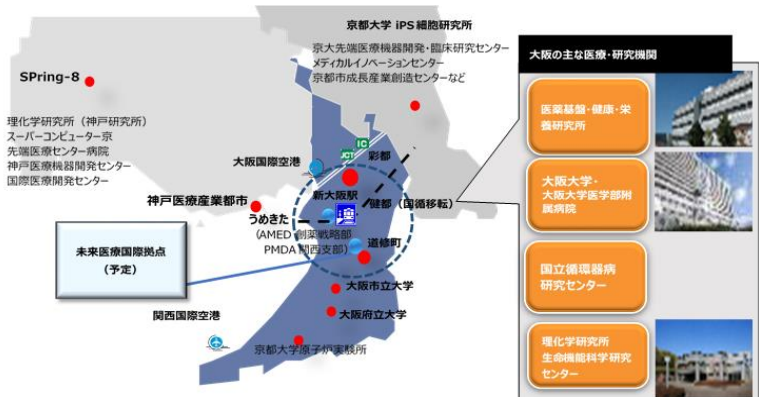 京都大学 iPS細胞研究所
京大先端医療機器開発・臨床研究センター
メディカルイノベーションセンター
京都市成長産業創造センターなど
SPring-8
理化学研究所（神戸研究所）
スーパーコンピューター京
先端医療センター病院
神戸医療機器開発センター
国際医療開発センター
IC
JCT
彩都
大阪国際空港
新大阪駅
神戸医療産業都市
健都（国循移転）
うめきた
（AMED 創薬戦略部
PMDA 関西支部）
道修町
未来医療国際拠点
（予定）
大阪市立大学
大阪府立大学
関西国際空港
京都大学原子炉実験所
大阪の主な医療・研究機関
医薬基盤・健康・栄
養研究所
大阪大学・
大阪大学医学部附
属病院
国立循環器病
研究センター
理化学研究所
生命機能科学研究
センター